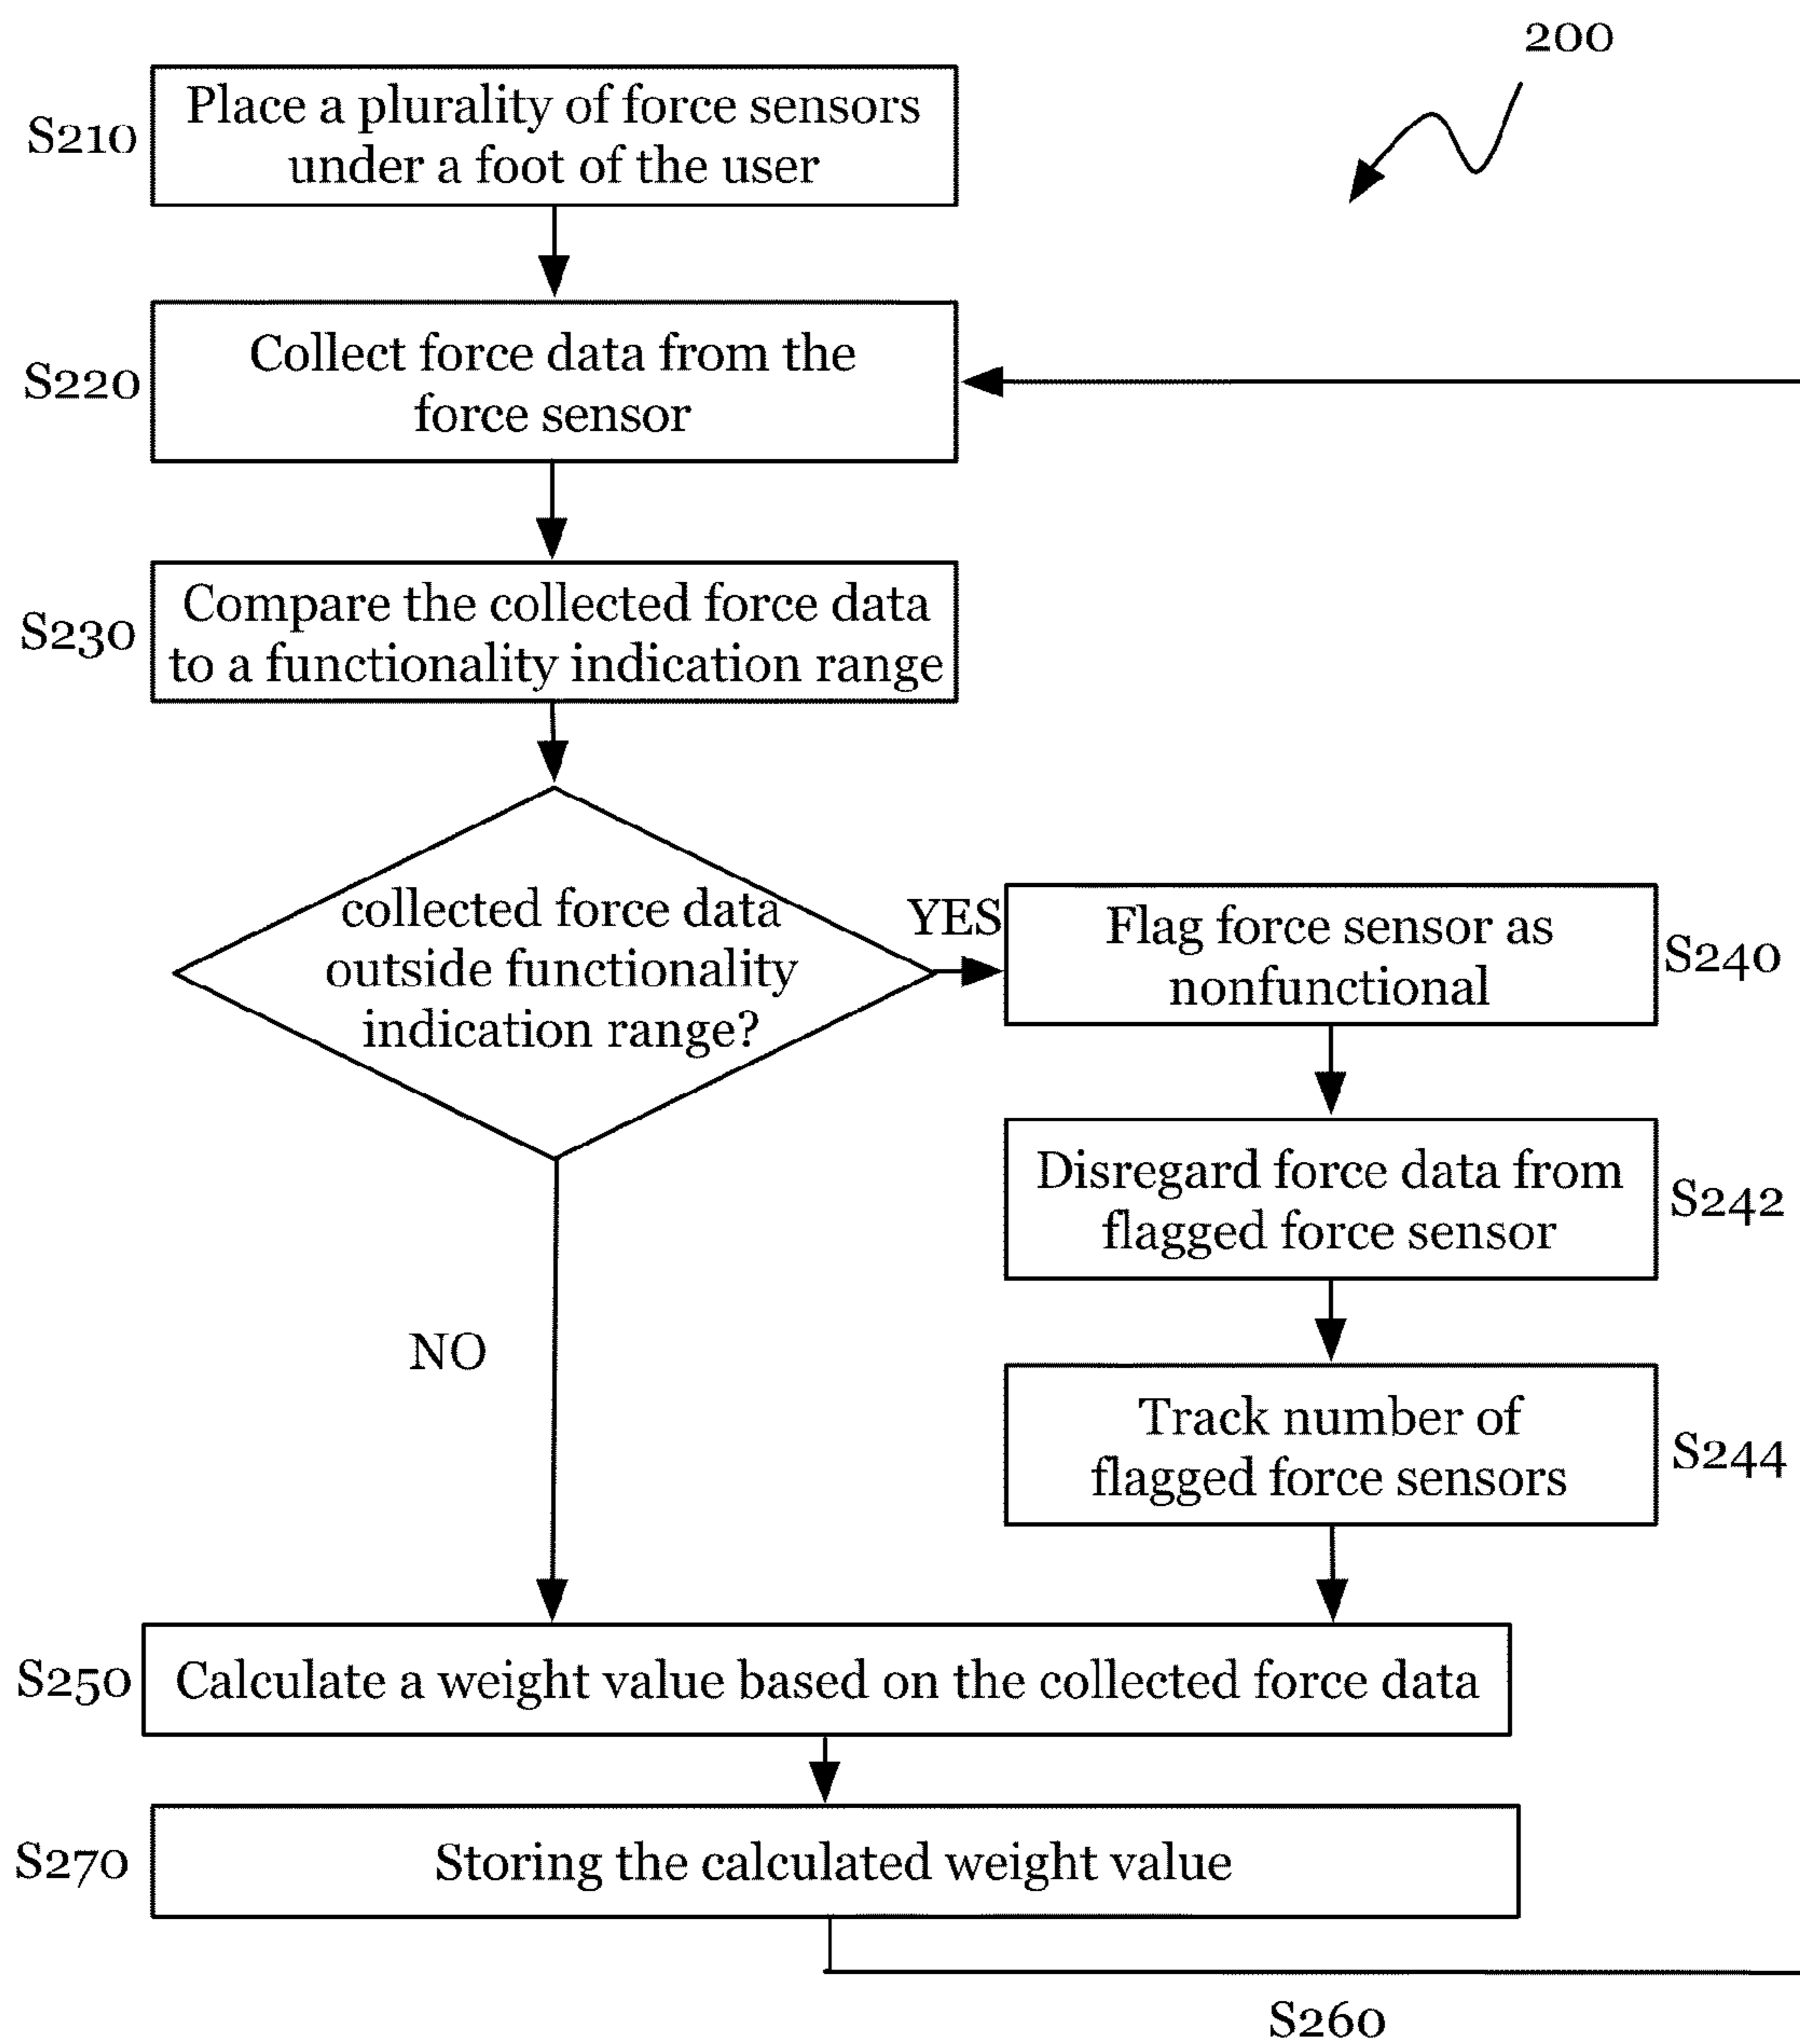 200
S210
Place a plurality of force sensors
under a foot of the user
S220
Collect force data from the
force sensor
S230
Compare the collected force data
to a functionality indication range
collected force data
outside functionality
indication range?
YES
Flag force sensor as
nonfunctional
S240
Disregard force data from
flagged force sensor
S242
NO
Track number of
flagged force sensors
S244
S250
Calculate a weight value based on the collected force data
S270
Storing the calculated weight value
S260